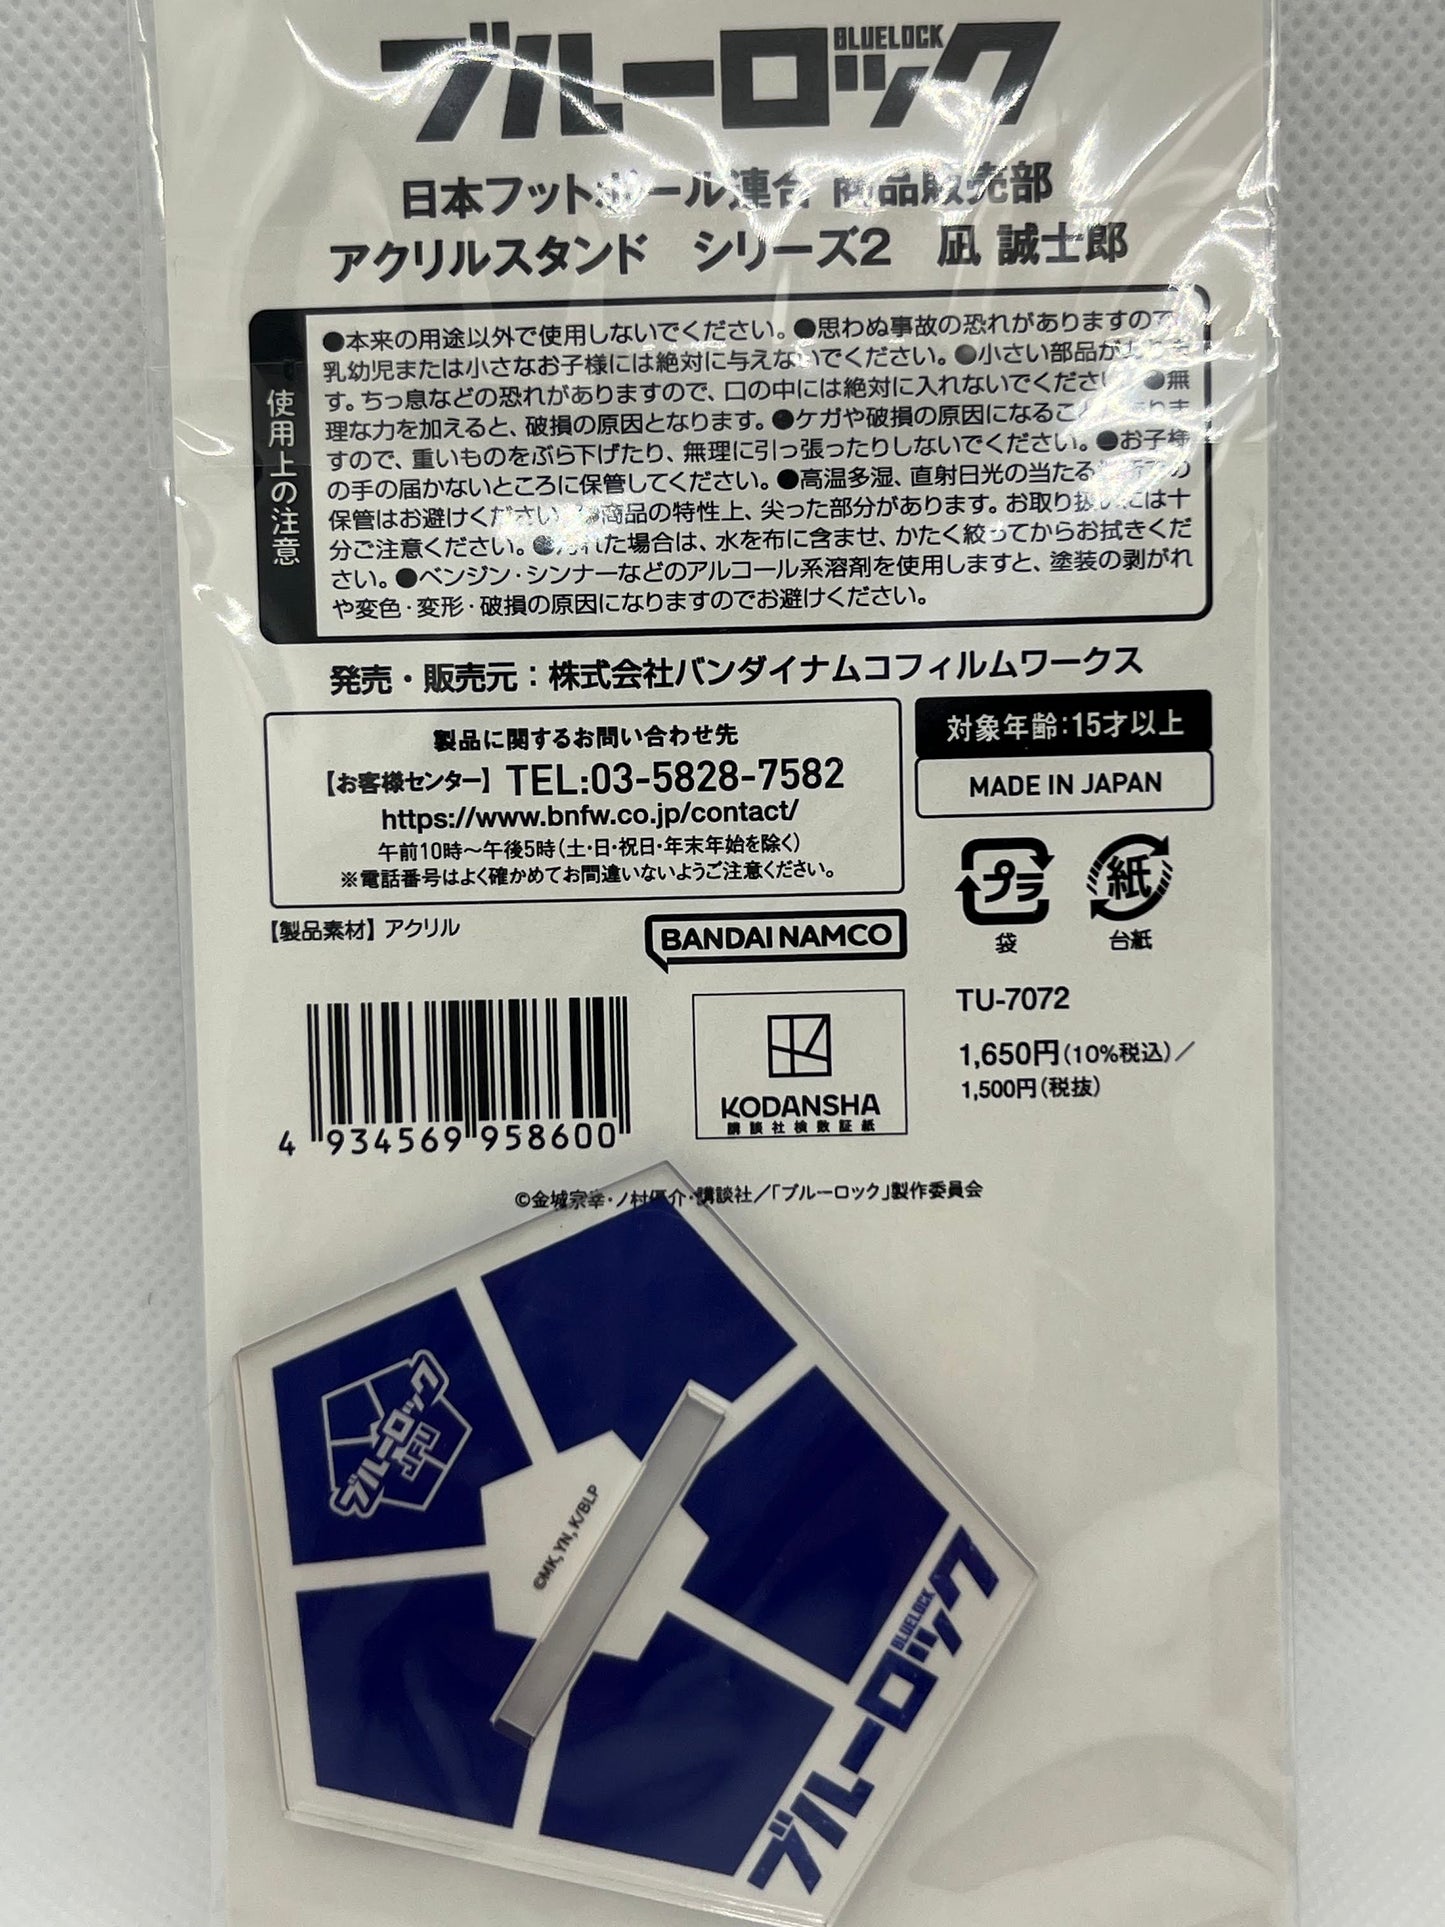 ブルーロック
BLUELOCK
日本フットボール連合 商品販売部
アクリルスタンド シリーズ2 凪 誠士郎
使用上の注意
●本来の用途以外で使用しないでください。●思わぬ事故の恐れがありますので、
乳幼児または小さなお子様には絶対に与えないでください。●小さい部品がありま
す。ちっ息などの恐れがありますので、口の中には絶対に入れないでください。●無
理な力を加えると、破損の原因となります。●ケガや破損の原因になることがありま
すので、重いものをぶら下げたり、無理に引っ張ったりしないでください。●お子様
の手の届かないところに保管してください。●高温多湿、直射日光の当たる場所での
保管はお避けください。●商品の特性上、尖った部分があります。お取り扱いには十
分ご注意ください。●汚れた場合は、水を布に含ませ、かたく絞ってからお拭きくだ
さい。●ベンジン・シンナーなどのアルコール系溶剤を使用しますと、塗装の剥がれ
や変色・変形・破損の原因になりますのでお避けください。
発売・販売元：株式会社バンダイナムコフィルムワークス
製品に関するお問い合わせ先
【お客様センター】 TEL:03-5828-7582
https://www.bnfw.co.jp/contact/
午前10時～午後5時（土・日・祝日・年末年始を除く）
※電話番号はよく確かめてお間違いないようご注意ください。
対象年齢：15才以上
MADE IN JAPAN
プラ
袋
紙
台紙
【製品素材】アクリル
BANDAI NAMCO
4 934569 958600
KODANSHA
講談社検数証紙
TU-7072
1,650円（10%税込）／
1,500円（税抜）
©金城宗幸・ノ村優介・講談社／「ブルーロック」製作委員会
ブルーロック
JFU
©MK, YN, K/BLP
BLUELOCK
ブルーロック